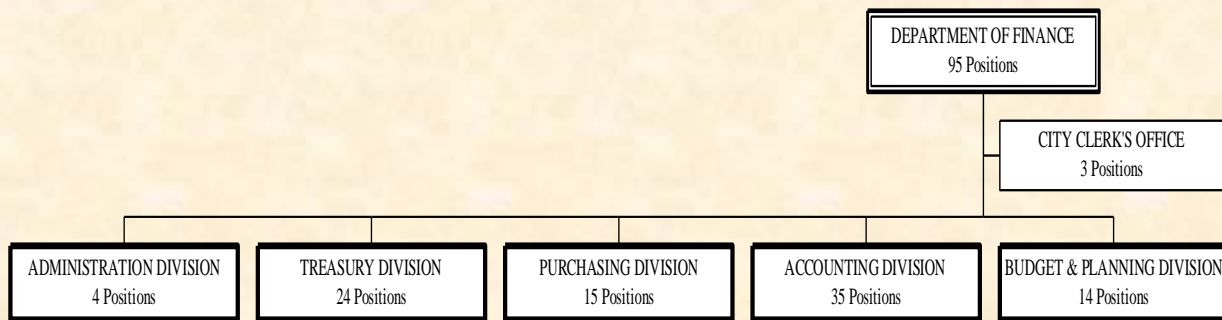 DEPARTMENT OF FINANCE
95 Positions
CITY CLERK'S OFFICE
3 Positions
ADMINISTRATION DIVISION
4 Positions
TREASURY DIVISION
24 Positions
PURCHASING DIVISION
15 Positions
ACCOUNTING DIVISION
35 Positions
BUDGET & PLANNING DIVISION
14 Positions